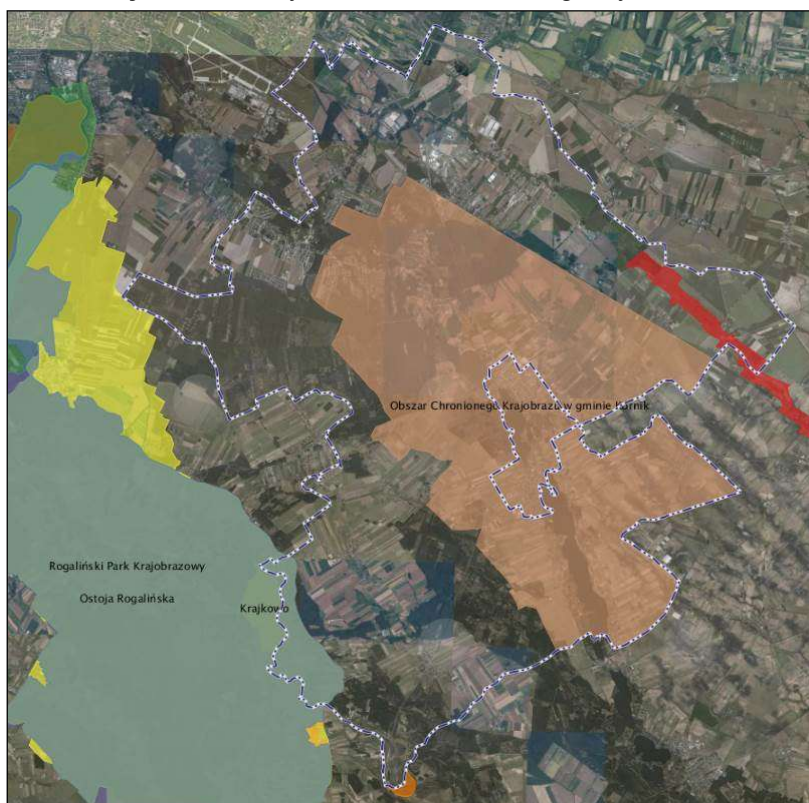 Obszar Chronionego Krajobrazu w gminie Kórnik
Rogaliński Park Krajobrazowy
Ostoja Rogalińska
Krajkowo